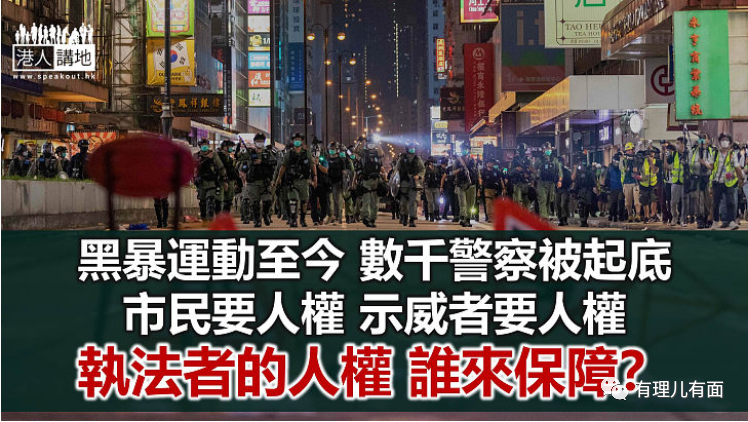 港人講地
www.speakout.hk
TAO HEU
黑暴運動至今 數千警察被起底
市民要人權 示威者要人權
執法者的人權 誰來保障?
有理儿有面